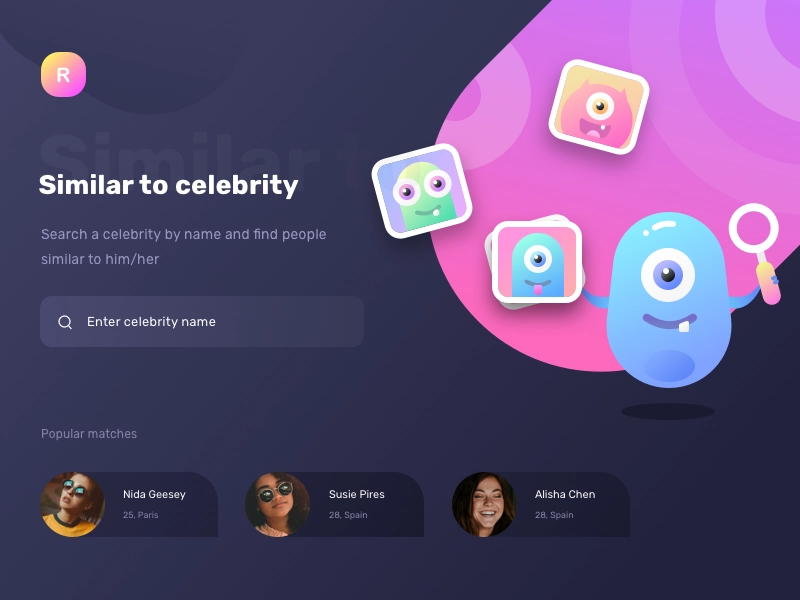 R
Similar t
Similar to celebrity
Search a celebrity by name and find people
similar to him/her
Enter celebrity name
Popular matches
Nida Geesey
25, Paris
Susie Pires
28, Spain
Alisha Chen
28, Spain